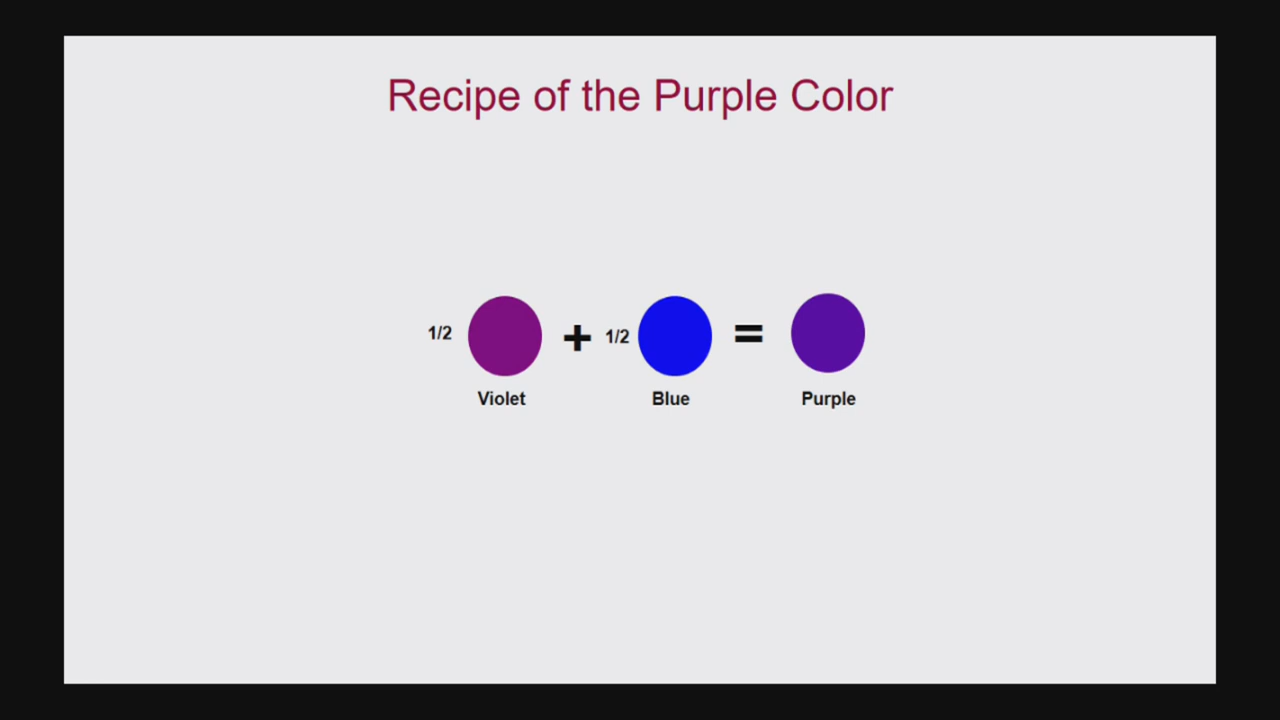 Recipe of the Purple Color
1/2 + 1/2 =
Violet Blue Purple